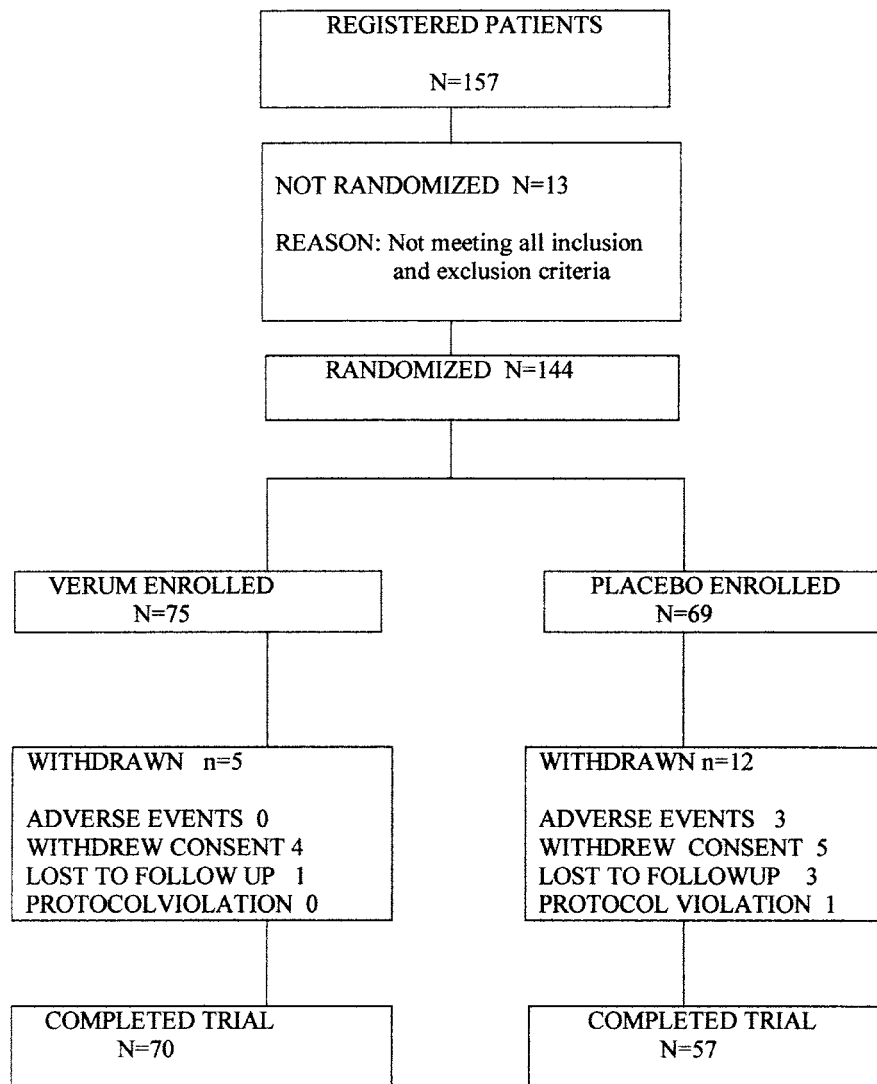 REGISTERED PATIENTS
N=157
NOT RANDOMIZED N=13
REASON: Not meeting all inclusion
and exclusion criteria
RANDOMIZED N=144
VERUM ENROLLED
N=75
PLACEBO ENROLLED
N=69
WITHDRAWN n=5
ADVERSE EVENTS 0
WITHDREW CONSENT 4
LOST TO FOLLOW UP 1
PROTOCOLVIOLATION 0
WITHDRAWN n=12
ADVERSE EVENTS 3
WITHDREW CONSENT 5
LOST TO FOLLOWUP 3
PROTOCOL VIOLATION 1
COMPLETED TRIAL
N=70
COMPLETED TRIAL
N=57